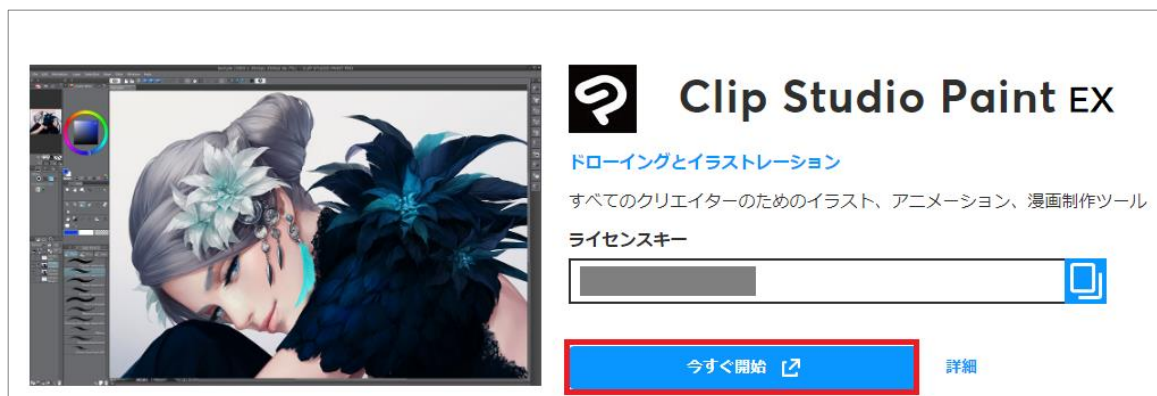 Clip Studio Paint EX
ドローイングとイラストレーション
すべてのクリエイターのためのイラスト、アニメーション、漫画制作ツール
ライセンスキー
今すぐ開始
詳細